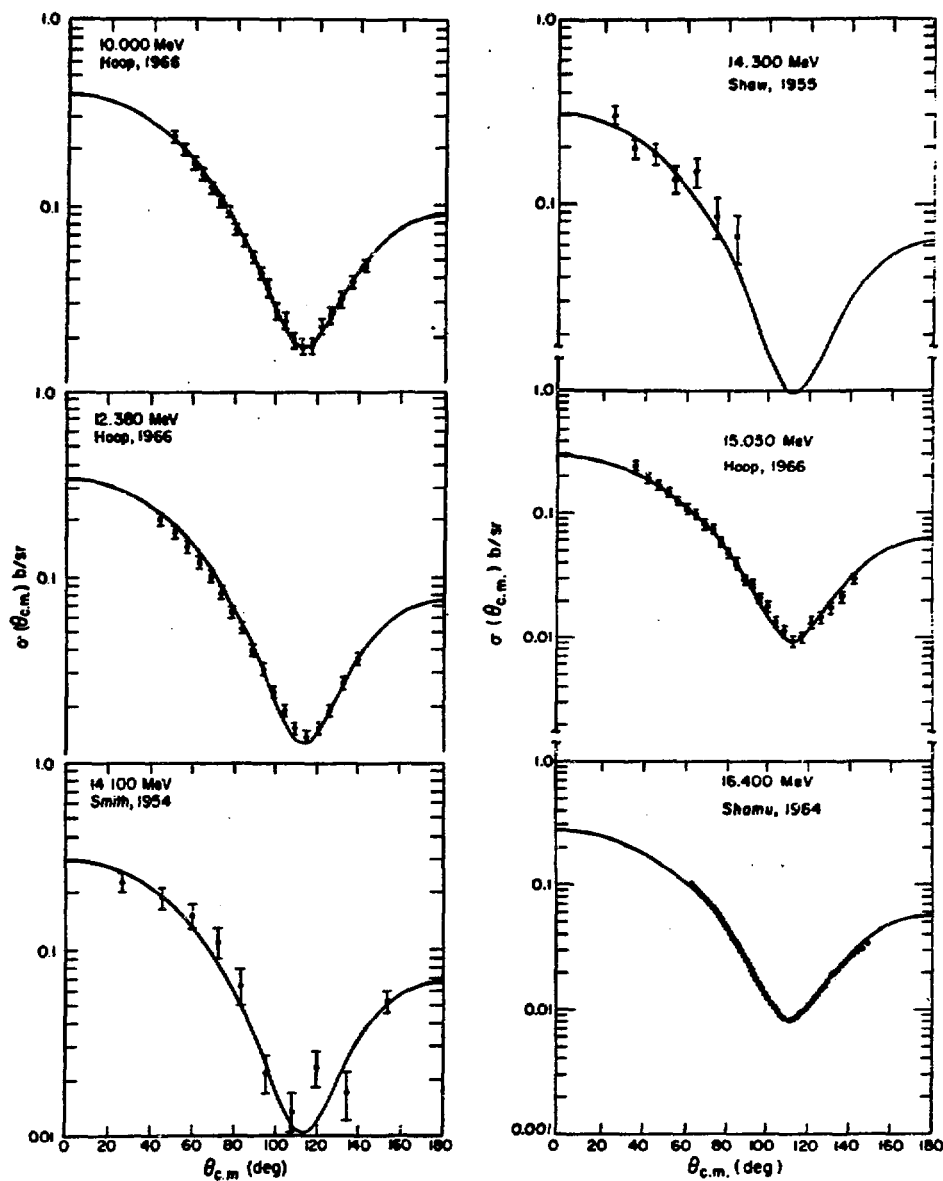 1.0
10.000 MeV
Hoop, 1966
0.1
1.0
12.380 MeV
Hoop, 1966
σ (θc.m.) b/sr
0.1
1.0
14.100 MeV
Smith, 1954
0.1
0.01
0 20 40 60 80 100 120 140 160 180
θc.m (deg)
1.0
14.300 MeV
Shaw, 1955
0.1
1.0
15.050 MeV
Hoop, 1966
0.1
σ (θc.m.) b/sr
0.01
1.0
16.400 MeV
Shamu, 1964
0.1
0.01
0.001
0 20 40 60 80 100 120 140 160 180
θc.m. (deg)